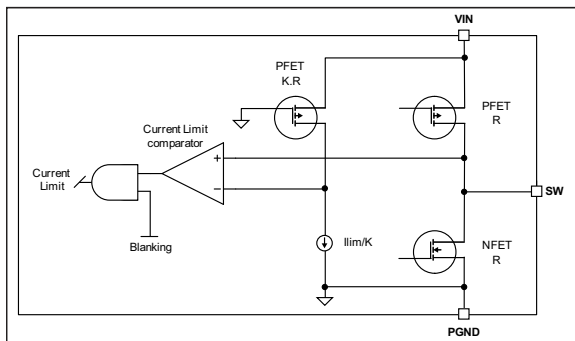 VIN
PFET
K.R
PFET
R
Current Limit
comparator
+
−
Current
Limit
Blanking
SW
Ilim/K
NFET
R
PGND